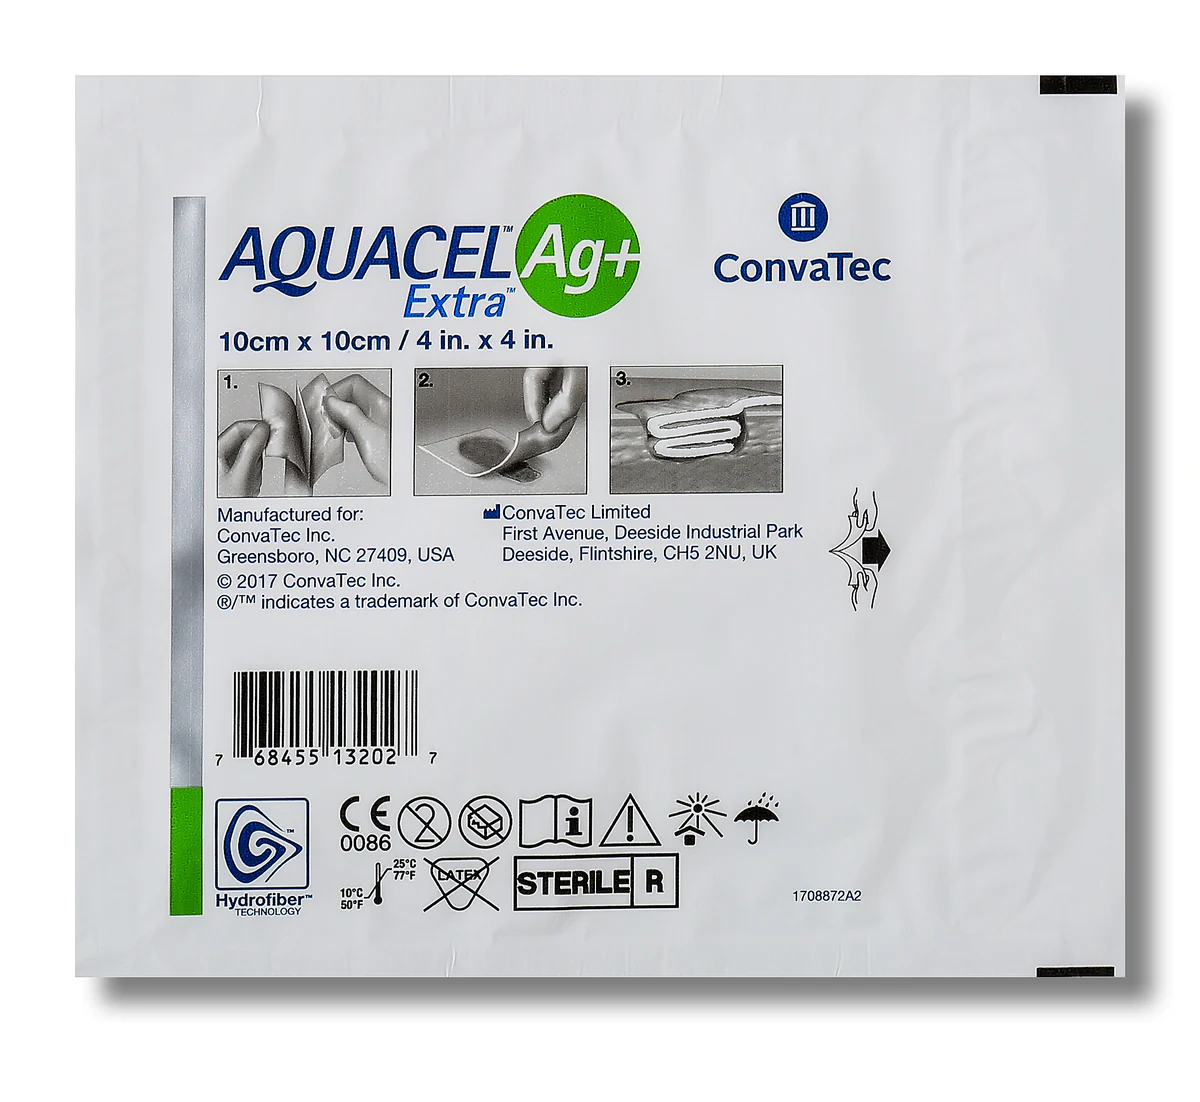 AQUACEL™ Ag+
Extra™
ConvaTec
10cm x 10cm / 4 in. x 4 in.
1.
2.
3.
Manufactured for:
ConvaTec Inc.
Greensboro, NC 27409, USA
© 2017 ConvaTec Inc.
®/™ indicates a trademark of ConvaTec Inc.
ConvaTec Limited
First Avenue, Deeside Industrial Park
Deeside, Flintshire, CH5 2NU, UK
7 68455 13202 7
™
Hydrofiber™
TECHNOLOGY
CE
0086
2
i
!
25°C
77°F
10°C
50°F
LATEX
STERILE R
1708872A2